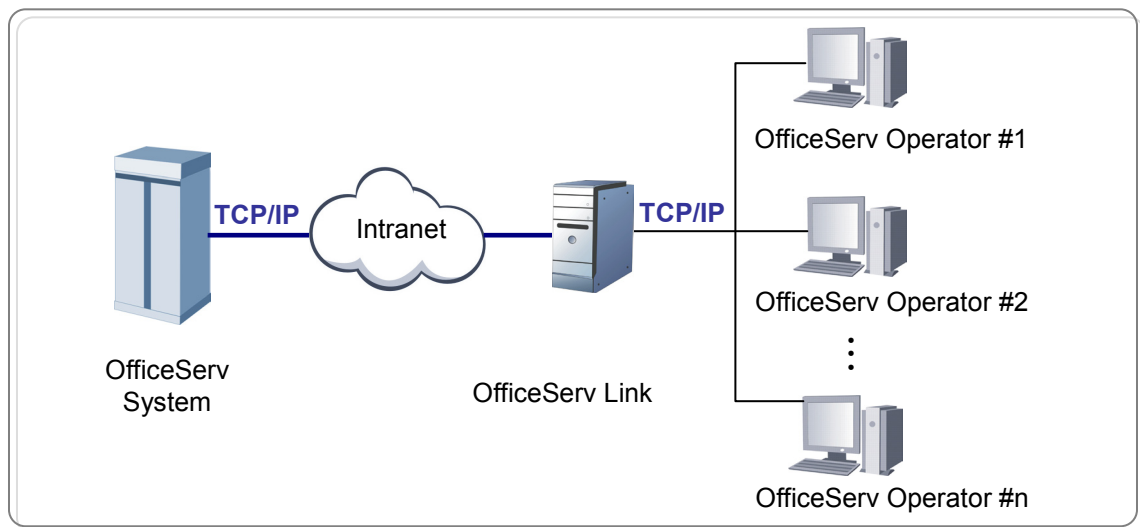 OfficeServ Operator #1
TCP/IP
Intranet
TCP/IP
OfficeServ Operator #2
OfficeServ
System
OfficeServ Link
OfficeServ Operator #n